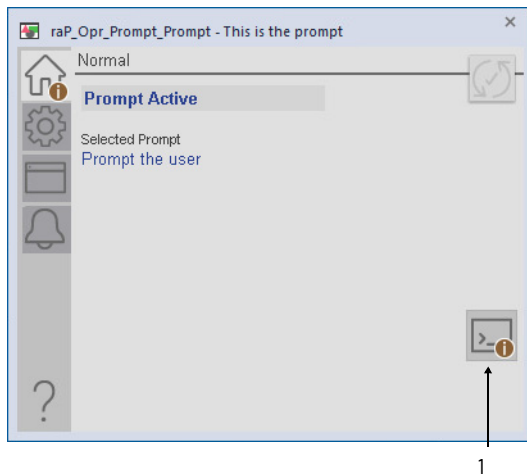 raP_Opr_Prompt_Prompt - This is the prompt
Normal
Prompt Active
Selected Prompt
Prompt the user
>_
i
i
?
1